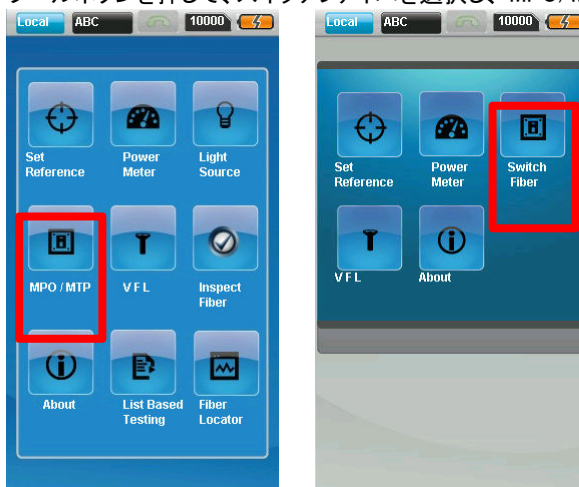 Local ABC 10000
Set
Reference
Power
Meter
Light
Source
MPO / MTP
V F L
Inspect
Fiber
About
List Based
Testing
Fiber
Locator
Local ABC 10000
Set
Reference
Power
Meter
Switch
Fiber
V F L
About